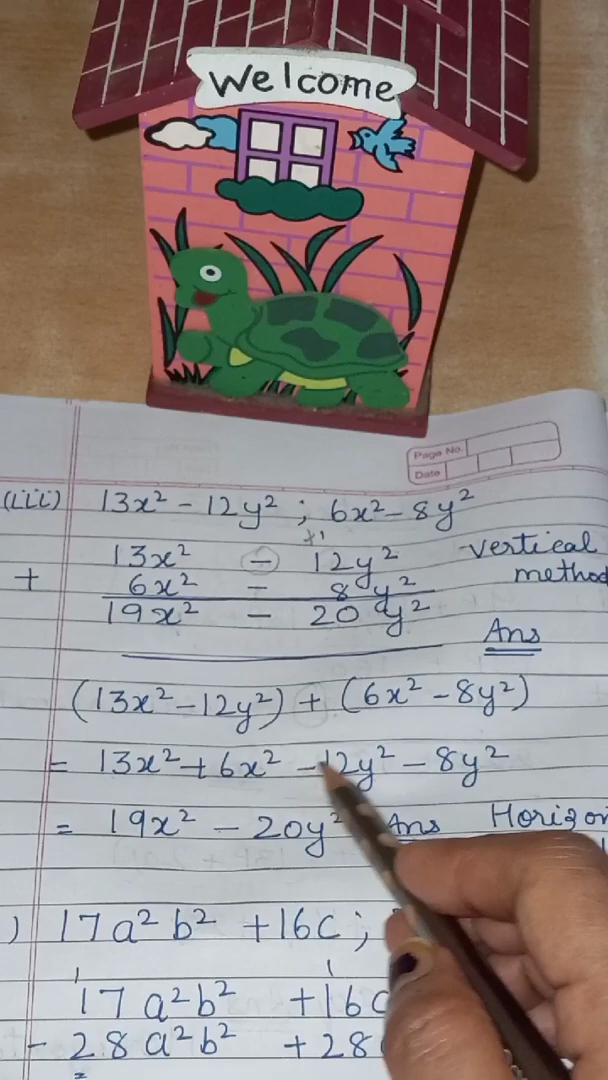 Welcome
Page No.
Date
(iii) 13x² - 12y² ; 6x² - 8y²
13x² - 12y² -vertical
+ 6x² - 8y² method
19x² - 20y²
Ans
(13x² - 12y²) + (6x² - 8y²)
= 13x² + 6x² - 12y² - 8y²
= 19x² - 20y² Ans
) 17a²b² + 16c ;
17a²b² + 16c
- 28a²b² + 28